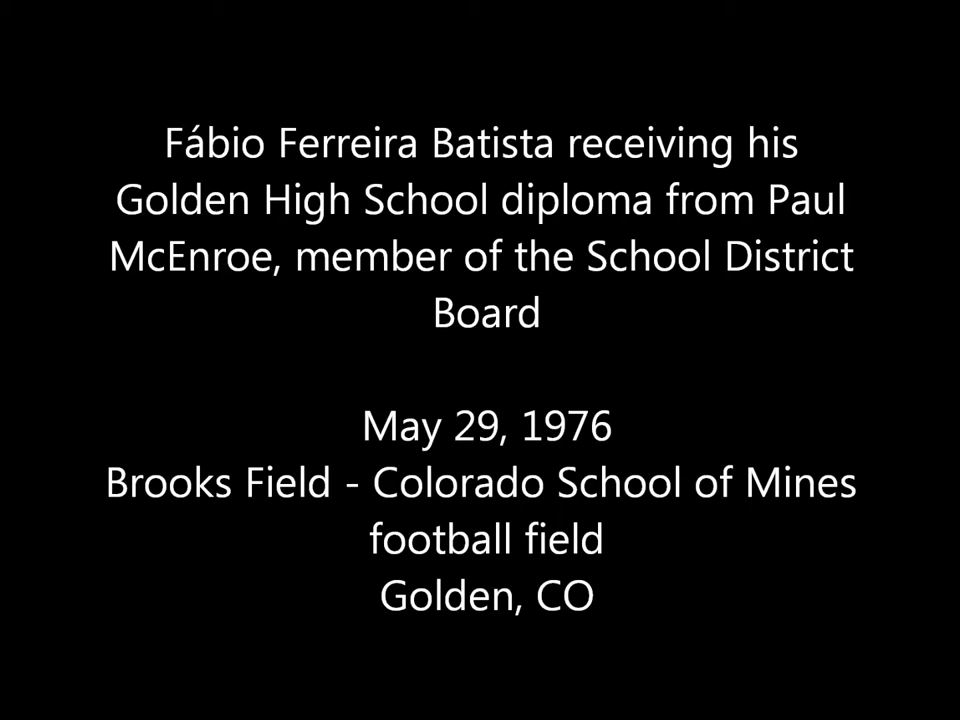 Fábio Ferreira Batista receiving his
Golden High School diploma from Paul
McEnroe, member of the School District
Board
May 29, 1976
Brooks Field - Colorado School of Mines
football field
Golden, CO